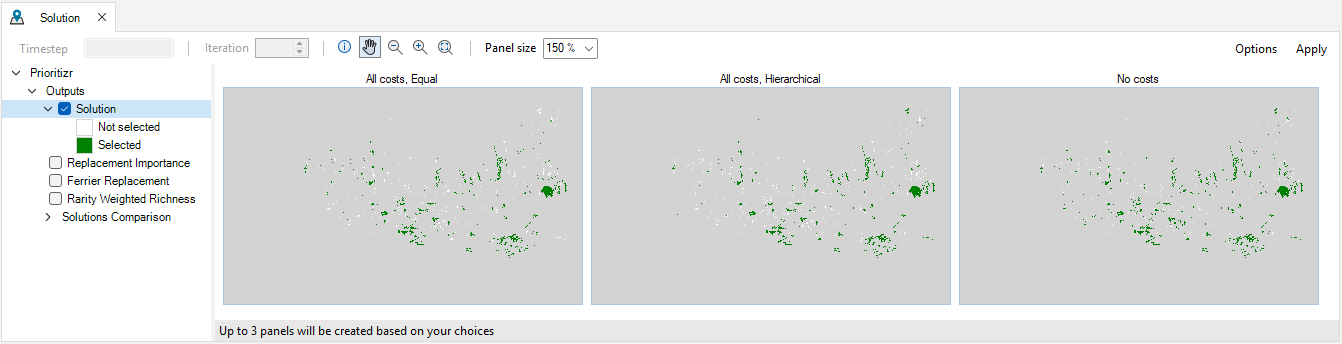 Solution
Timestep Iteration Panel size 150 % Options Apply
Prioritizr
Outputs
Solution
Not selected
Selected
Replacement Importance
Ferrier Replacement
Rarity Weighted Richness
Solutions Comparison
All costs, Equal All costs, Hierarchical No costs
Up to 3 panels will be created based on your choices